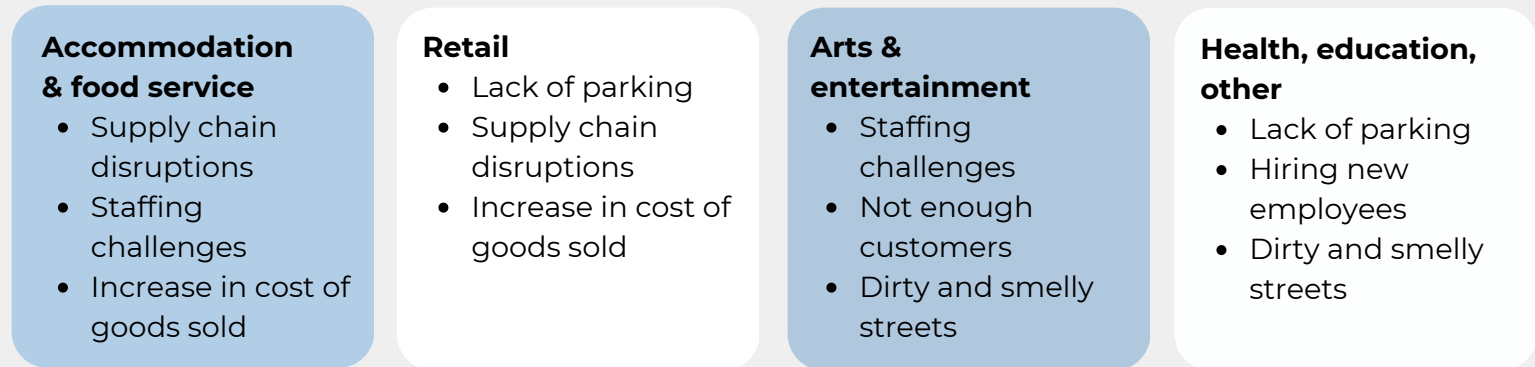 Accommodation
& food service
• Supply chain
disruptions
• Staffing
challenges
• Increase in cost of
goods sold
Retail
• Lack of parking
• Supply chain
disruptions
• Increase in cost of
goods sold
Arts &
entertainment
• Staffing
challenges
• Not enough
customers
• Dirty and smelly
streets
Health, education,
other
• Lack of parking
• Hiring new
employees
• Dirty and smelly
streets